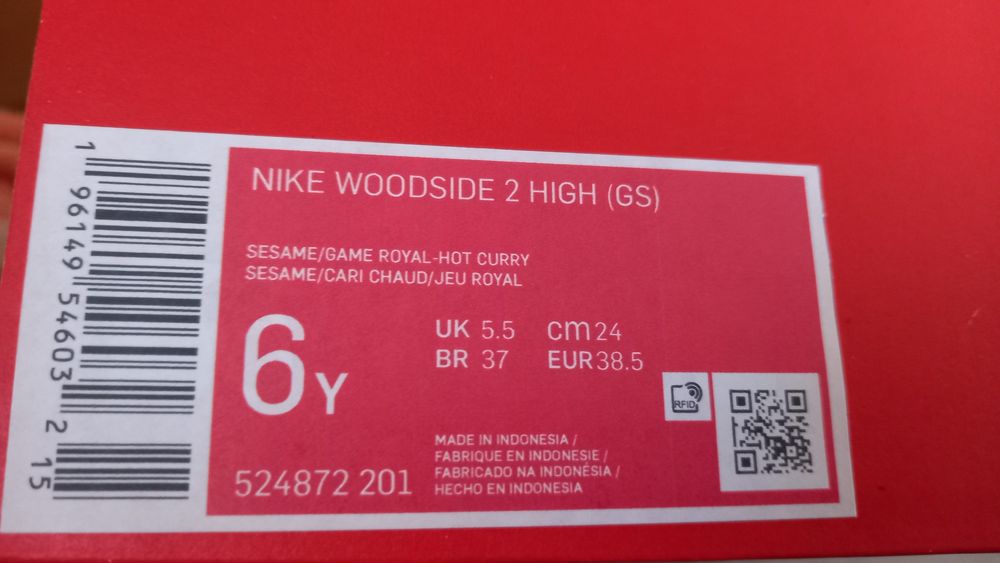 NIKE WOODSIDE 2 HIGH (GS)
SESAME/GAME ROYAL-HOT CURRY
SESAME/CARI CHAUD/JEU ROYAL
6Y
UK 5.5 cm 24
BR 37 EUR 38.5
RFID
MADE IN INDONESIA /
FABRIQUE EN INDONESIE /
FABRICADO NA INDONÉSIA /
HECHO EN INDONESIA
524872 201
1 96149 54603 2 15